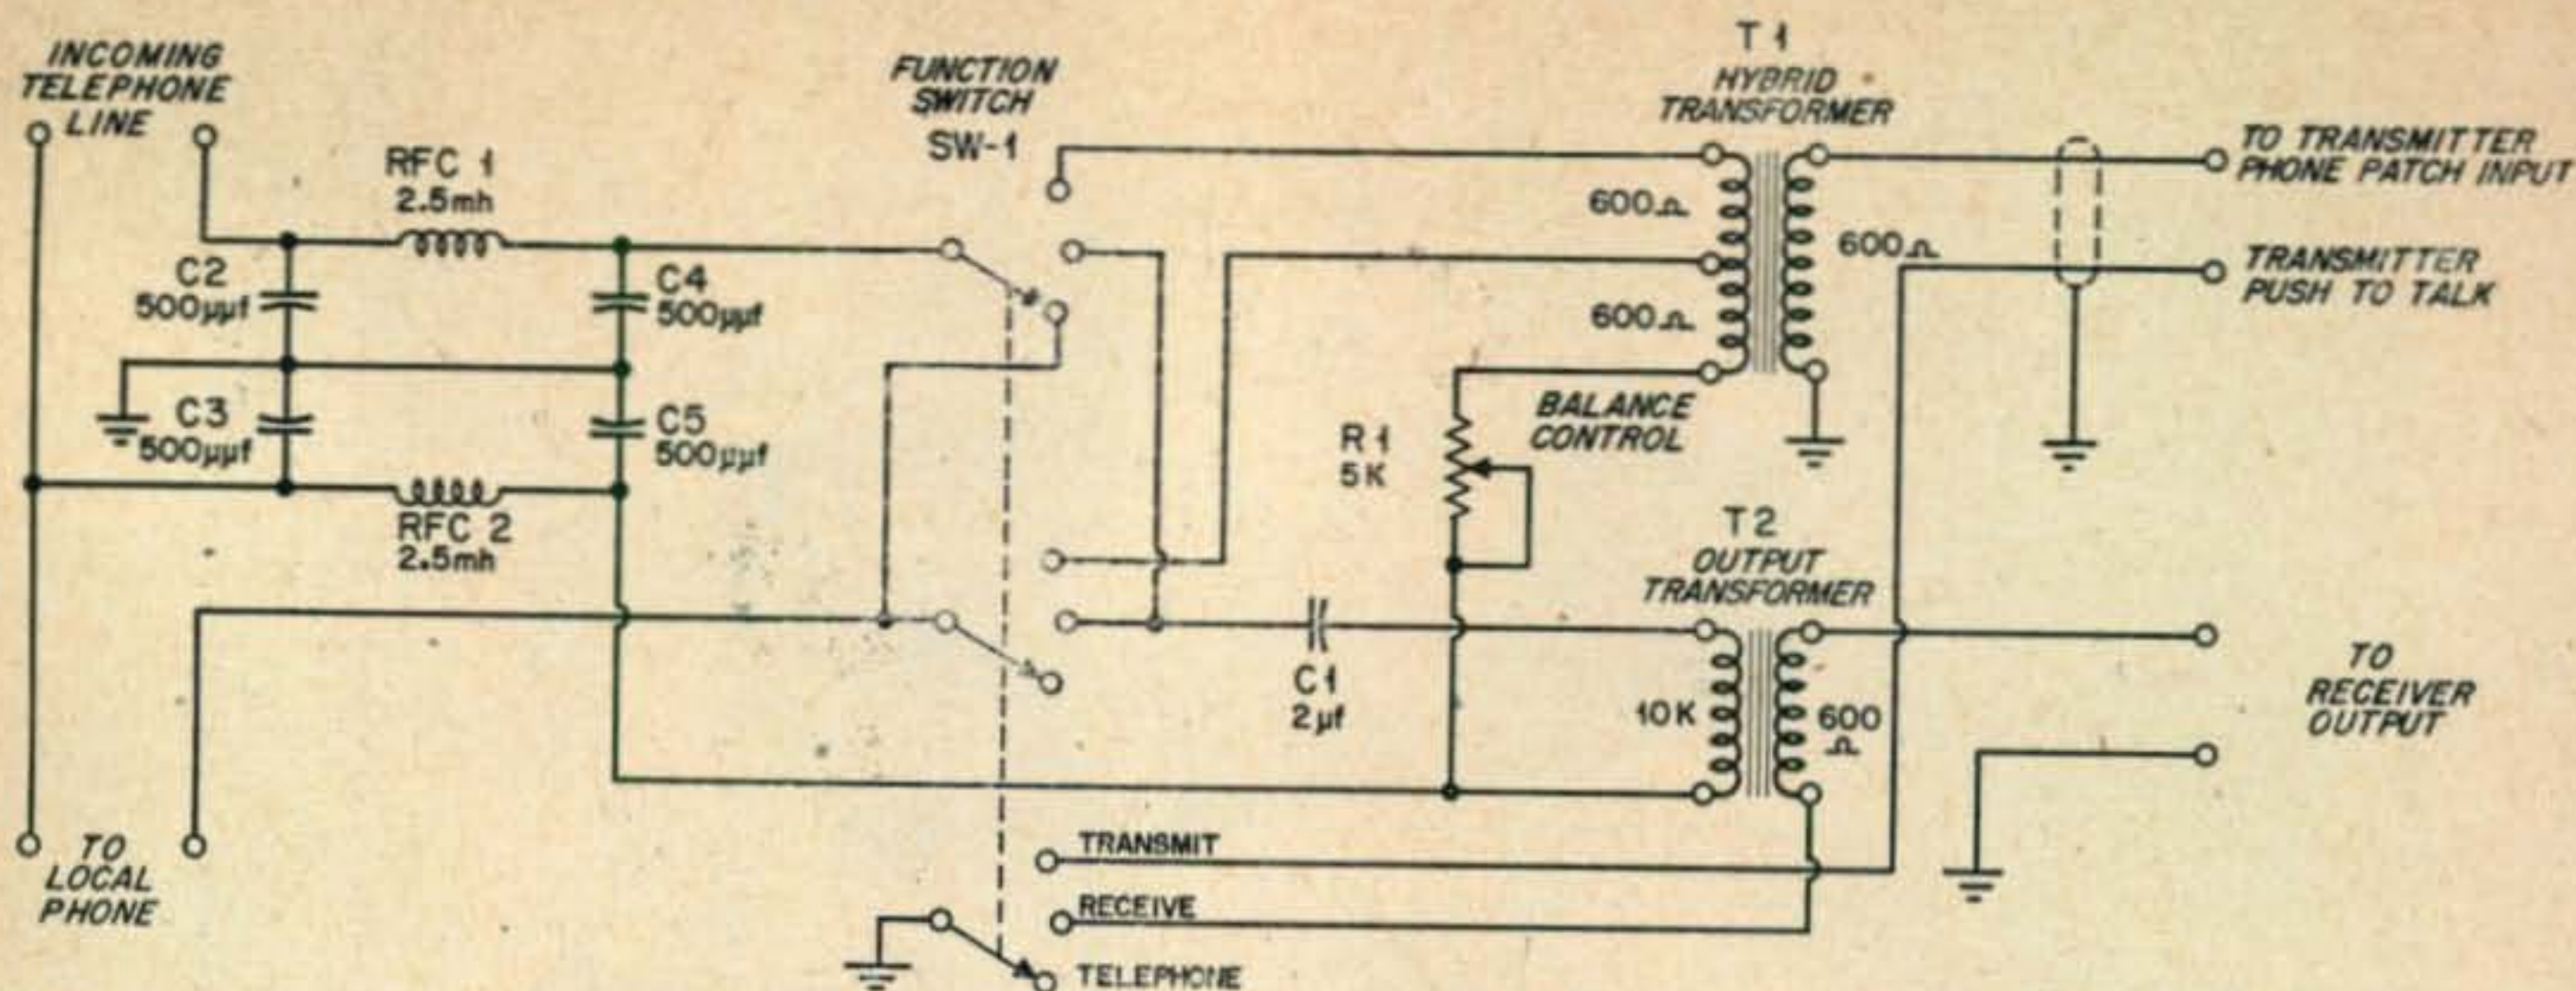 INCOMING
TELEPHONE
LINE
RFC 1
2.5mh
C2
500µµf
C4
500µµf
C3
500µµf
C5
500µµf
RFC 2
2.5mh
TO
LOCAL
PHONE
FUNCTION
SWITCH
SW-1
T 1
HYBRID
TRANSFORMER
600Ω
600Ω
600Ω
BALANCE
CONTROL
R 1
5K
T2
OUTPUT
TRANSFORMER
C1
2µf
10K
600
Ω
TRANSMIT
RECEIVE
TELEPHONE
TO TRANSMITTER
PHONE PATCH INPUT
TRANSMITTER
PUSH TO TALK
TO
RECEIVER
OUTPUT